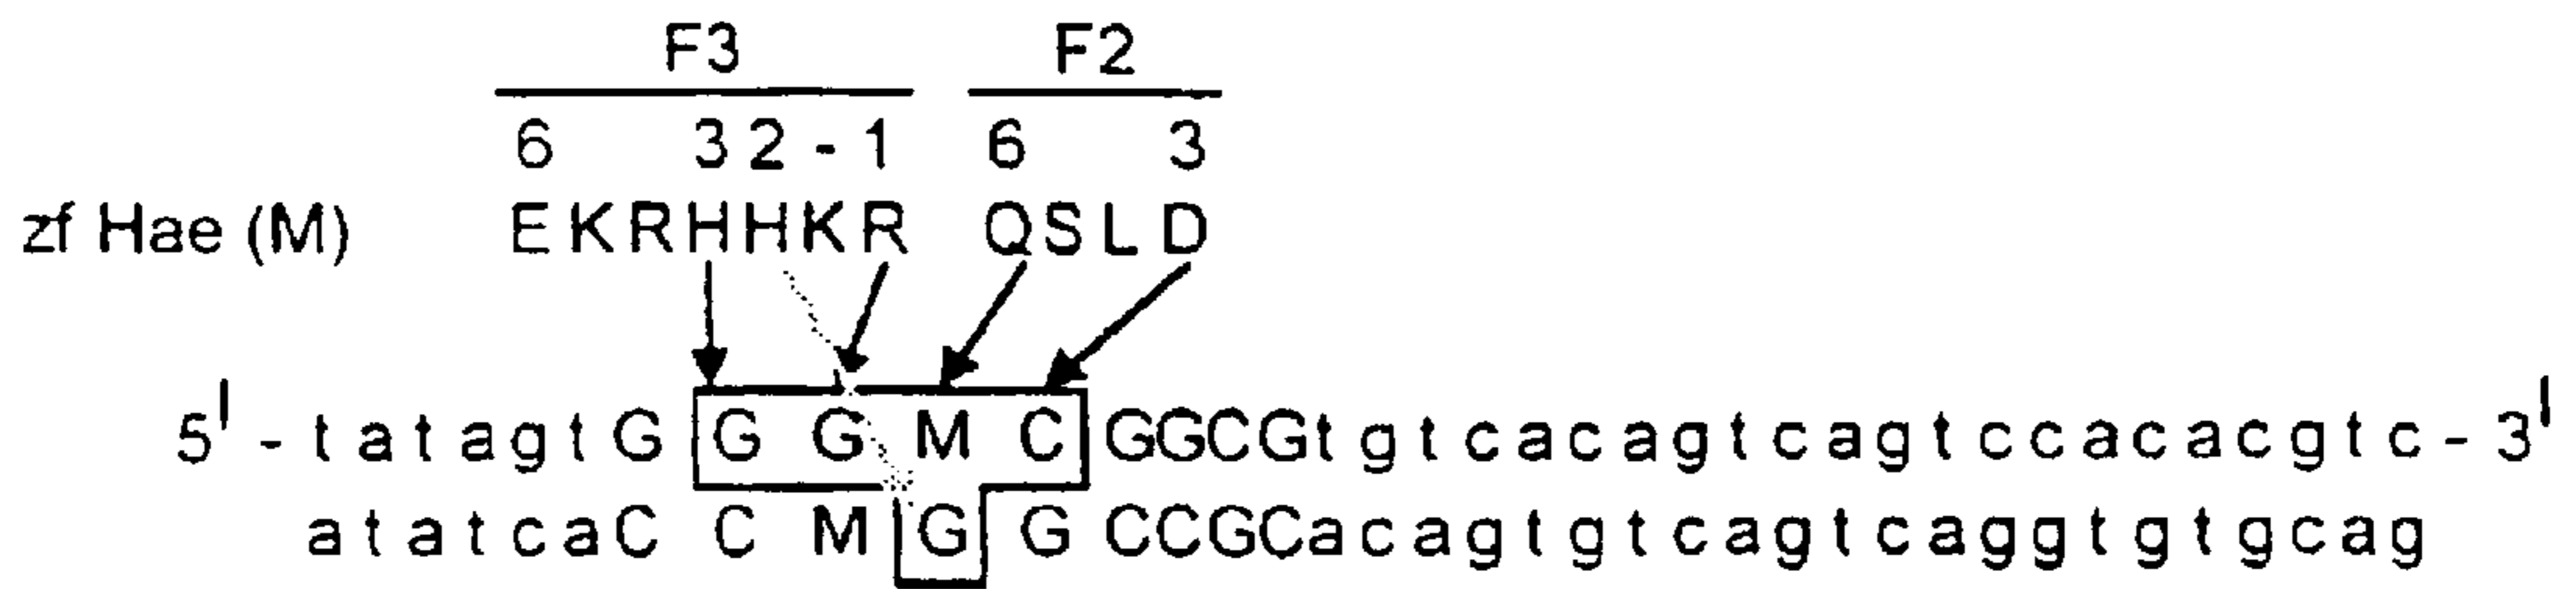 F3 F2
6 3 2 - 1 6 3
zf Hae (M) E K R H H K R Q S L D
5' - t a t a g t G G G M C G G C G t g t c a c a g t c a g t c c a c a c g t c - 3'
a t a t c a C C M G G C C G C a c a g t g t c a g t c a g g t g t g c a g